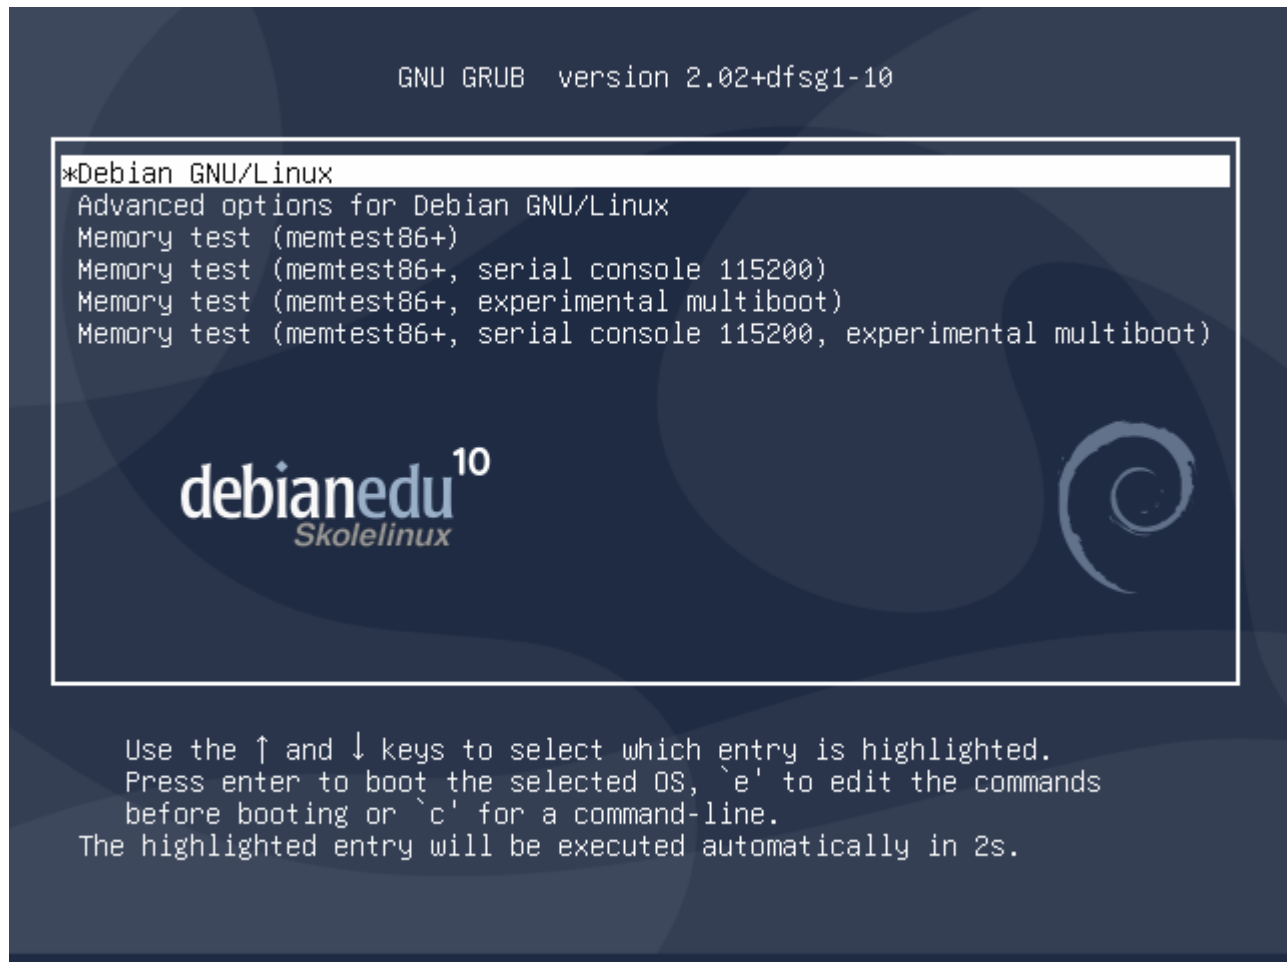 GNU GRUB  version 2.02+dfsg1-10
*Debian GNU/Linux
Advanced options for Debian GNU/Linux
Memory test (memtest86+)
Memory test (memtest86+, serial console 115200)
Memory test (memtest86+, experimental multiboot)
Memory test (memtest86+, serial console 115200, experimental multiboot)
debianedu 10
Skolelinux
Use the ↑ and ↓ keys to select which entry is highlighted.
Press enter to boot the selected OS, `e' to edit the commands
before booting or `c' for a command-line.
The highlighted entry will be executed automatically in 2s.